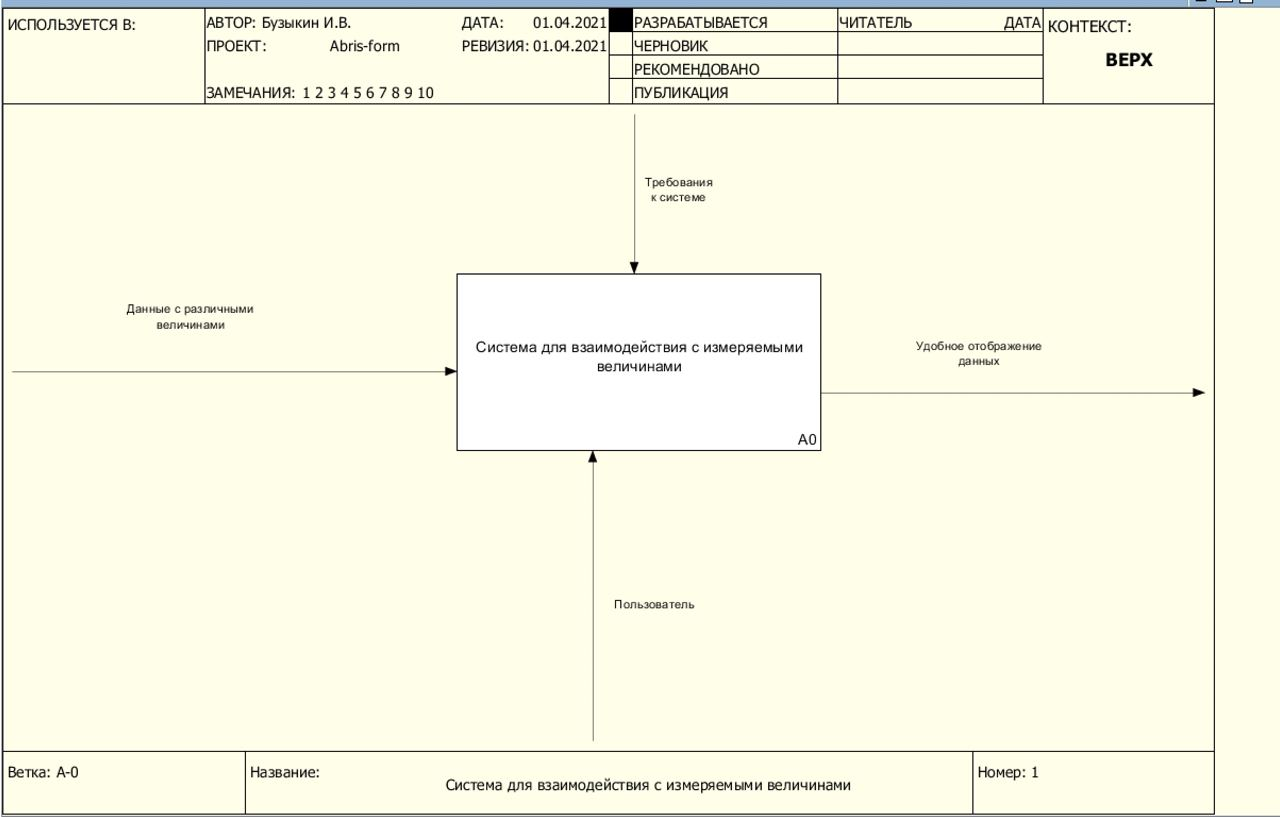 ИСПОЛЬЗУЕТСЯ В:
АВТОР: Бузыкин И.В.
ДАТА: 01.04.2021
ПРОЕКТ: Abris-form
РЕВИЗИЯ: 01.04.2021
ЗАМЕЧАНИЯ: 1 2 3 4 5 6 7 8 9 10
РАЗРАБАТЫВАЕТСЯ
ЧЕРНОВИК
РЕКОМЕНДОВАНО
ПУБЛИКАЦИЯ
ЧИТАТЕЛЬ ДАТА
КОНТЕКСТ:
ВЕРХ
Требования
к системе
Данные с различными
величинами
Система для взаимодействия с измеряемыми
величинами
A0
Удобное отображение
данных
Пользователь
Ветка: A-0
Название:
Система для взаимодействия с измеряемыми величинами
Номер: 1